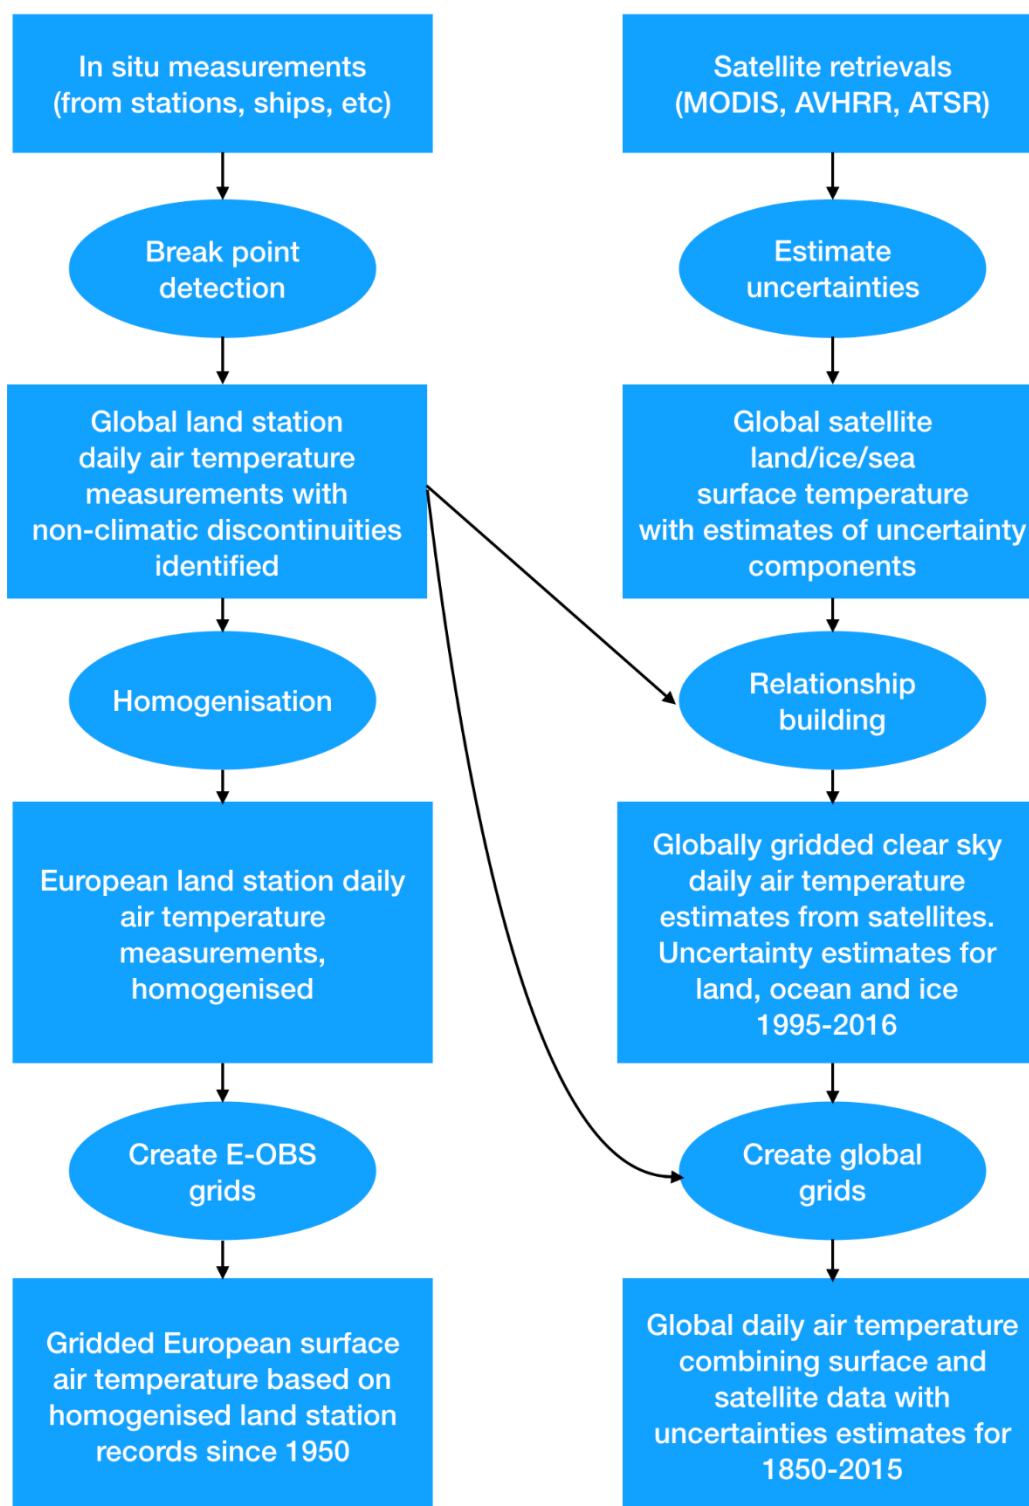 In situ measurements
(from stations, ships, etc)
Satellite retrievals
(MODIS, AVHRR, ATSR)
Break point
detection
Estimate
uncertainties
Global land station
daily air temperature
measurements with
non-climatic discontinuities
identified
Global satellite
land/ice/sea
surface temperature
with estimates of uncertainty
components
Homogenisation
Relationship
building
European land station daily
air temperature
measurements,
homogenised
Globally gridded clear sky
daily air temperature
estimates from satellites.
Uncertainty estimates for
land, ocean and ice
1995-2016
Create E-OBS
grids
Create global
grids
Gridded European surface
air temperature based on
homogenised land station
records since 1950
Global daily air temperature
combining surface and
satellite data with
uncertainties estimates for
1850-2015